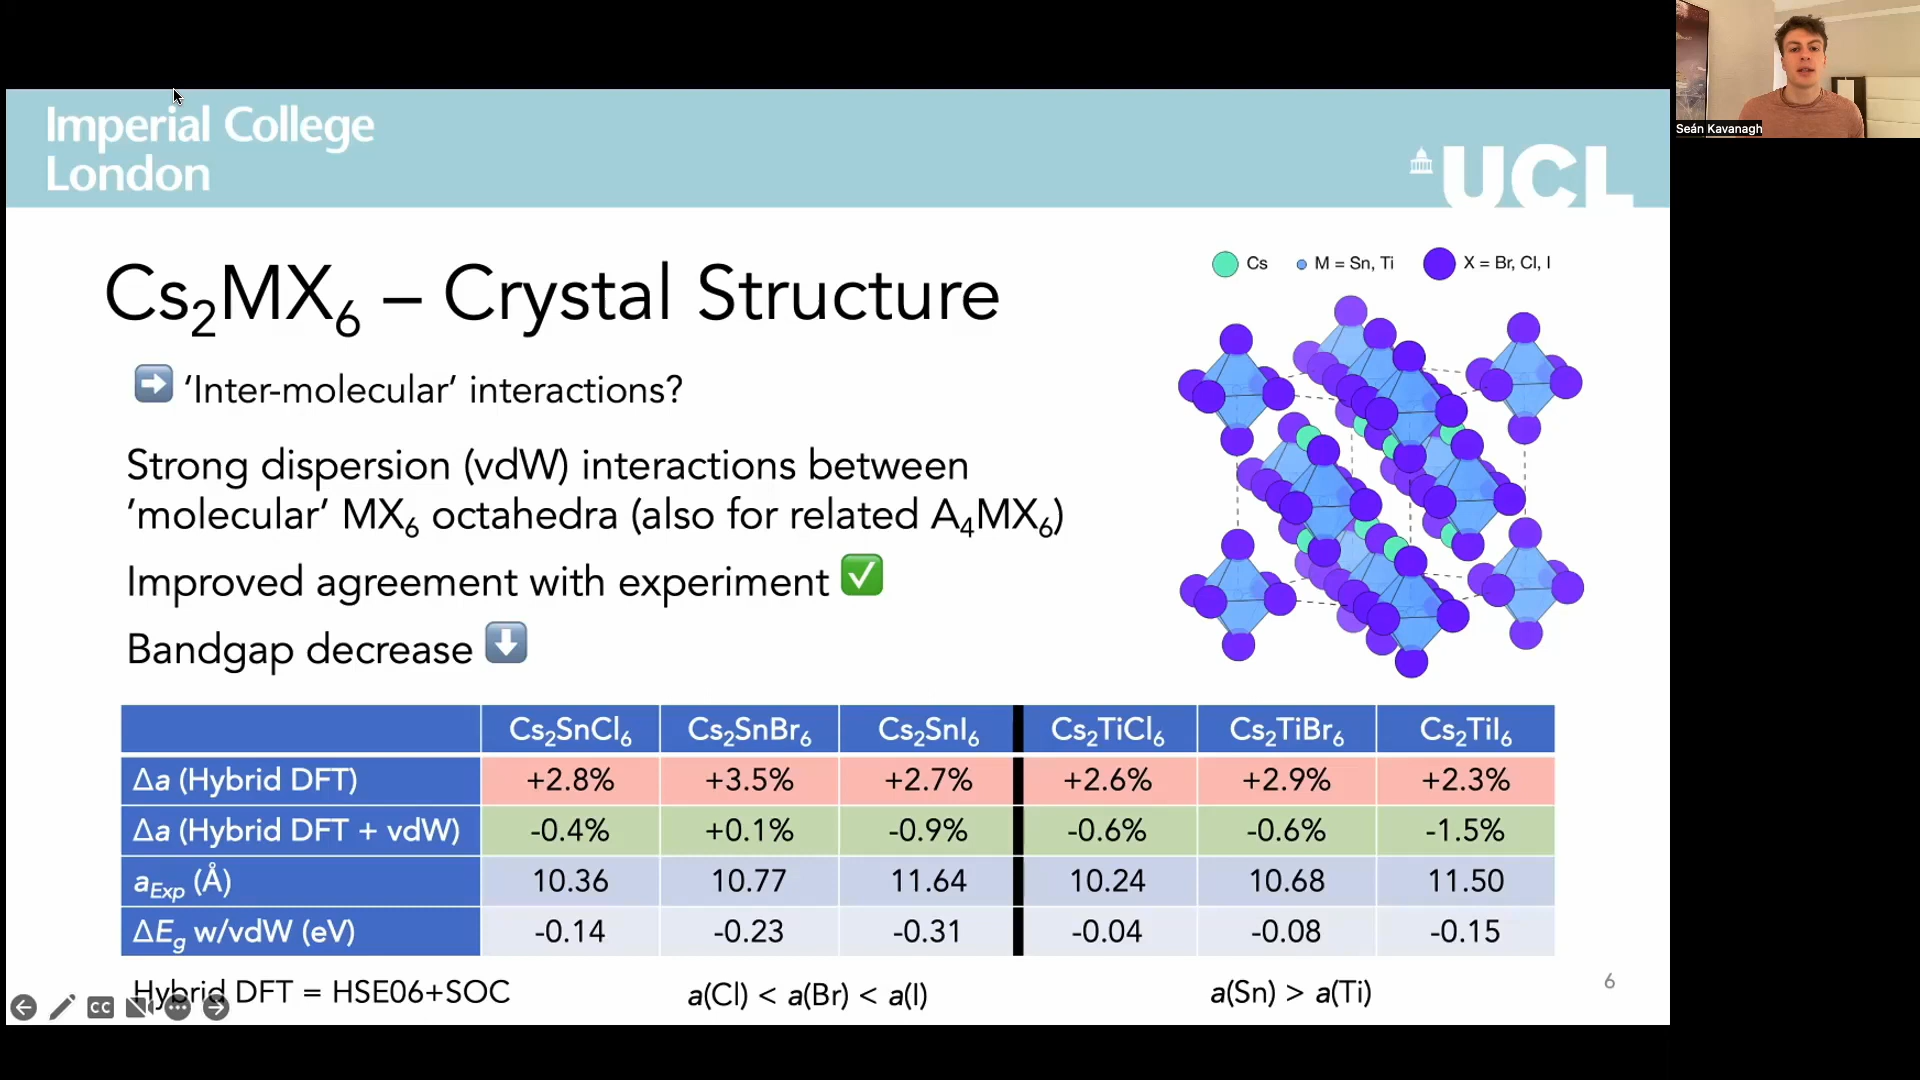 Seán Kavanagh
Imperial College
London
UCL
Cs₂MX₆ – Crystal Structure
Cs M = Sn, Ti X = Br, Cl, I
➡️ 'Inter-molecular' interactions?
Strong dispersion (vdW) interactions between
'molecular' MX₆ octahedra (also for related A₄MX₆)
Improved agreement with experiment ✅
Bandgap decrease ⬇️
Cs₂SnCl₆ Cs₂SnBr₆ Cs₂SnI₆ Cs₂TiCl₆ Cs₂TiBr₆ Cs₂TiI₆
Δa (Hybrid DFT) +2.8% +3.5% +2.7% +2.6% +2.9% +2.3%
Δa (Hybrid DFT + vdW) -0.4% +0.1% -0.9% -0.6% -0.6% -1.5%
a_Exp (Å) 10.36 10.77 11.64 10.24 10.68 11.50
ΔE_g w/vdW (eV) -0.14 -0.23 -0.31 -0.04 -0.08 -0.15
Hybrid DFT = HSE06+SOC a(Cl) < a(Br) < a(I) a(Sn) > a(Ti) 6
CC